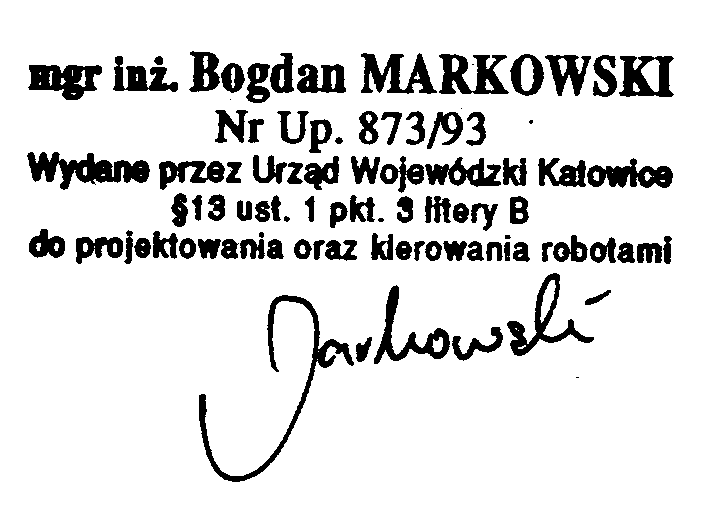 mgr inż. Bogdan MARKOWSKI
Nr Up. 873/93
Wydane przez Urząd Wojewódzki Katowice
§13 ust. 1 pkt. 3 litery B
do projektowania oraz kierowania robotami
Markowski